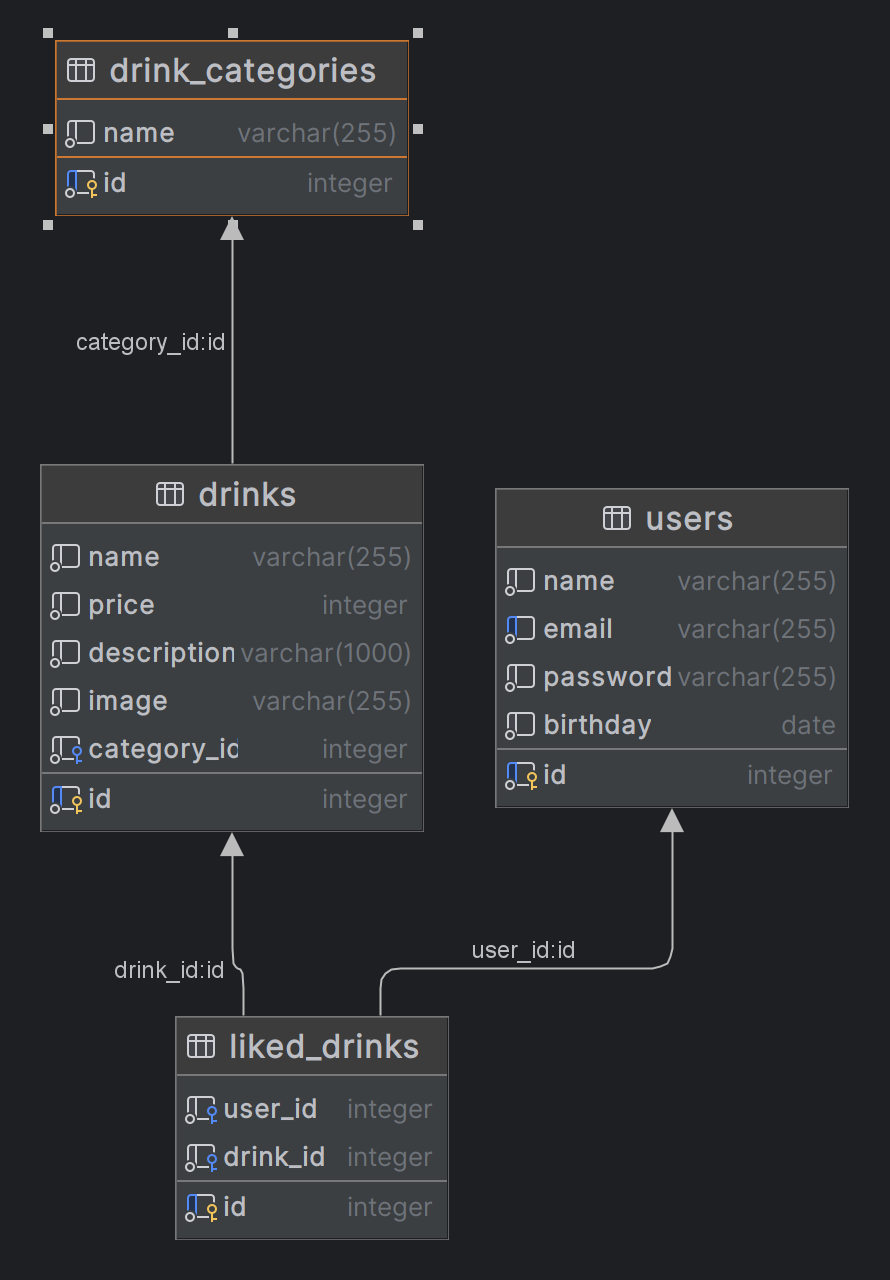 drink_categories
name varchar(255)
id integer
category_id:id
drinks
name varchar(255)
price integer
description varchar(1000)
image varchar(255)
category_id integer
id integer
users
name varchar(255)
email varchar(255)
password varchar(255)
birthday date
id integer
drink_id:id
user_id:id
liked_drinks
user_id integer
drink_id integer
id integer